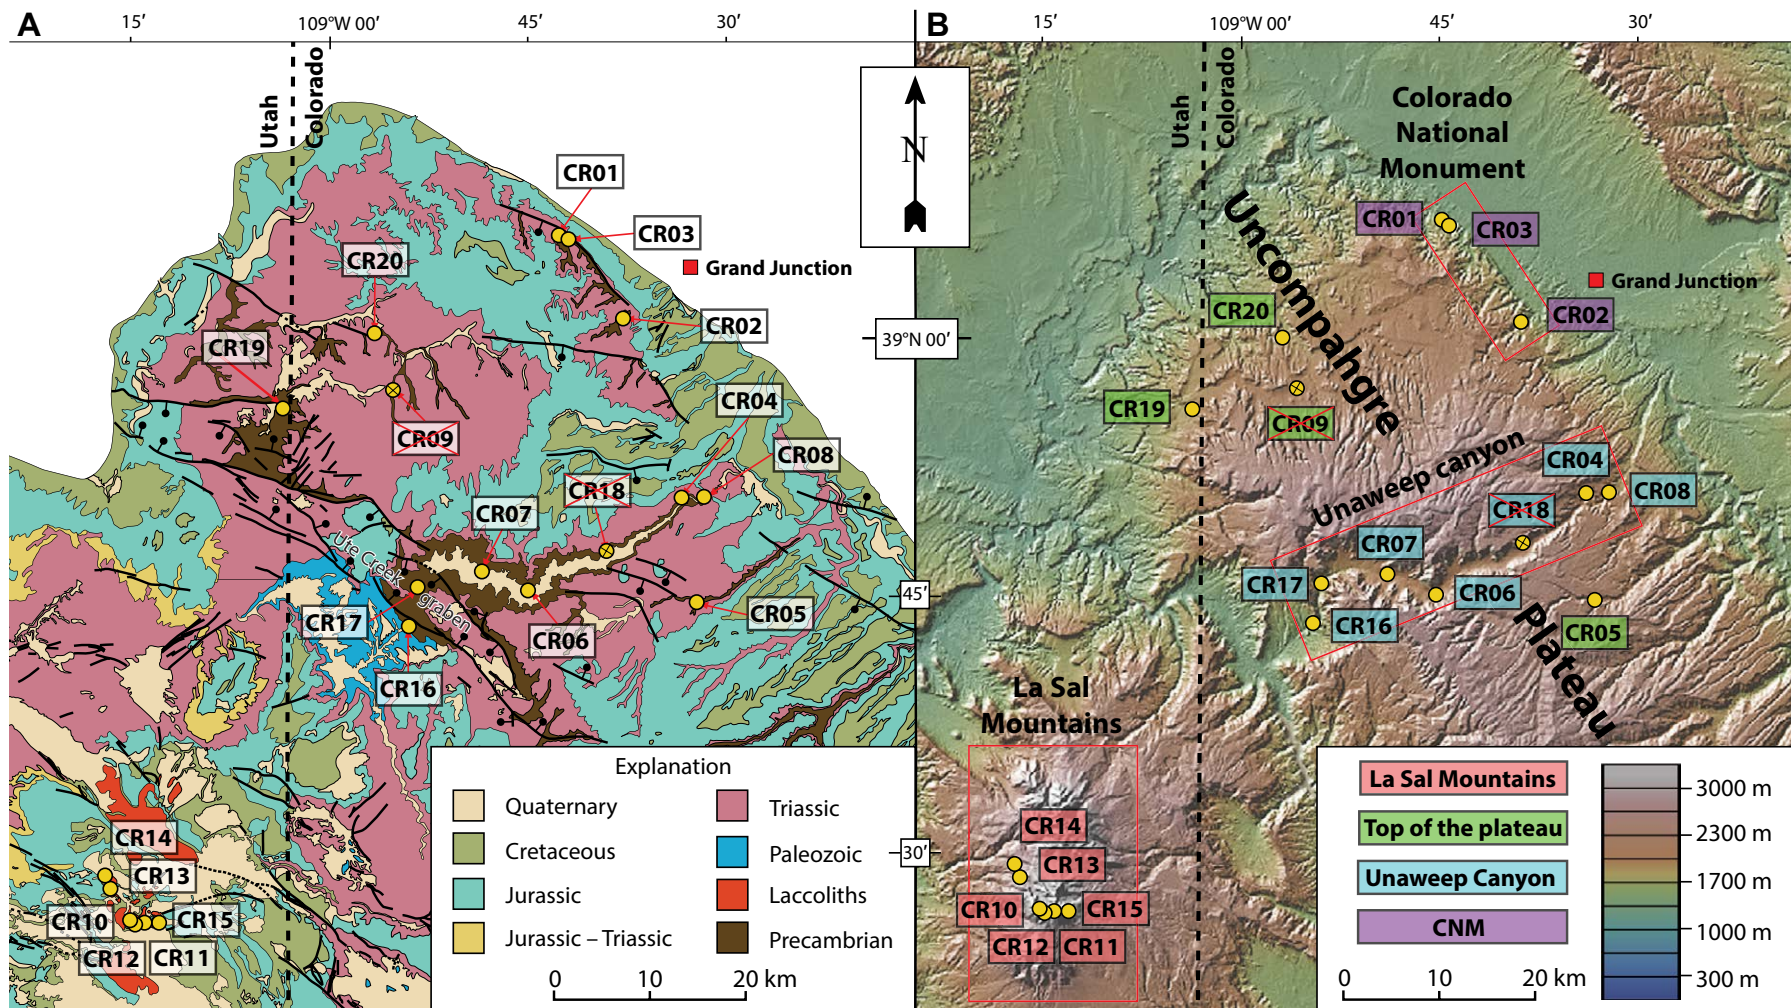 A
15′
109°W 00′
45′
30′
Utah
Colorado
CR01
CR03
Grand Junction
CR20
CR02
CR19
CR09
CR04
CR08
CR18
CR07
Ute Creek
graben
CR17
CR05
CR06
CR16
CR14
CR13
CR10
CR15
CR12
CR11
Explanation
Quaternary
Cretaceous
Jurassic
Jurassic – Triassic
Triassic
Paleozoic
Laccoliths
Precambrian
0 10 20 km
N
39°N 00′
45′
30′
B
15′
109°W 00′
45′
30′
Utah
Colorado
Colorado
National
Monument
CR01
CR03
Uncompahgre
Grand Junction
CR20
CR02
CR19
CR09
Unaweep canyon
CR04
CR08
CR18
CR07
CR17
CR06
CR16
CR05
Plateau
La Sal
Mountains
CR14
CR13
CR10
CR15
CR12
CR11
La Sal Mountains
Top of the plateau
Unaweep Canyon
CNM
3000 m
2300 m
1700 m
1000 m
300 m
0 10 20 km